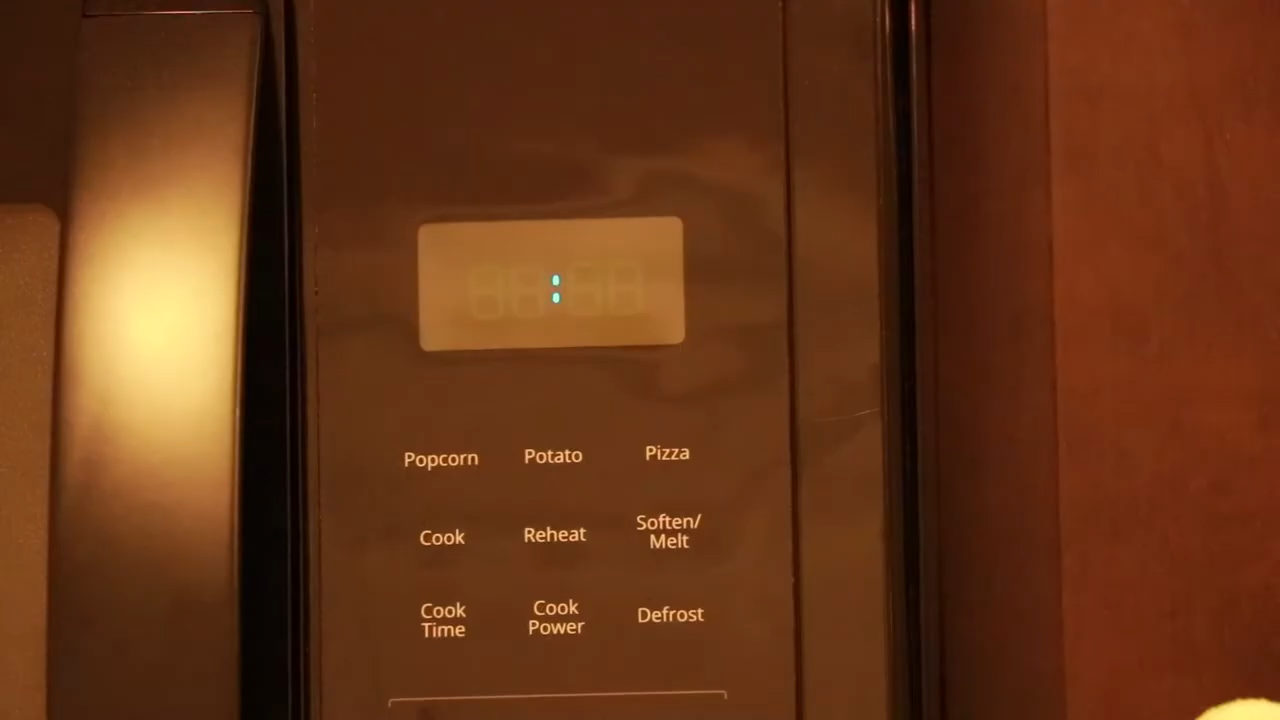 :
Popcorn Potato Pizza
Cook Reheat Soften/
Melt
Cook Cook Defrost
Time Power